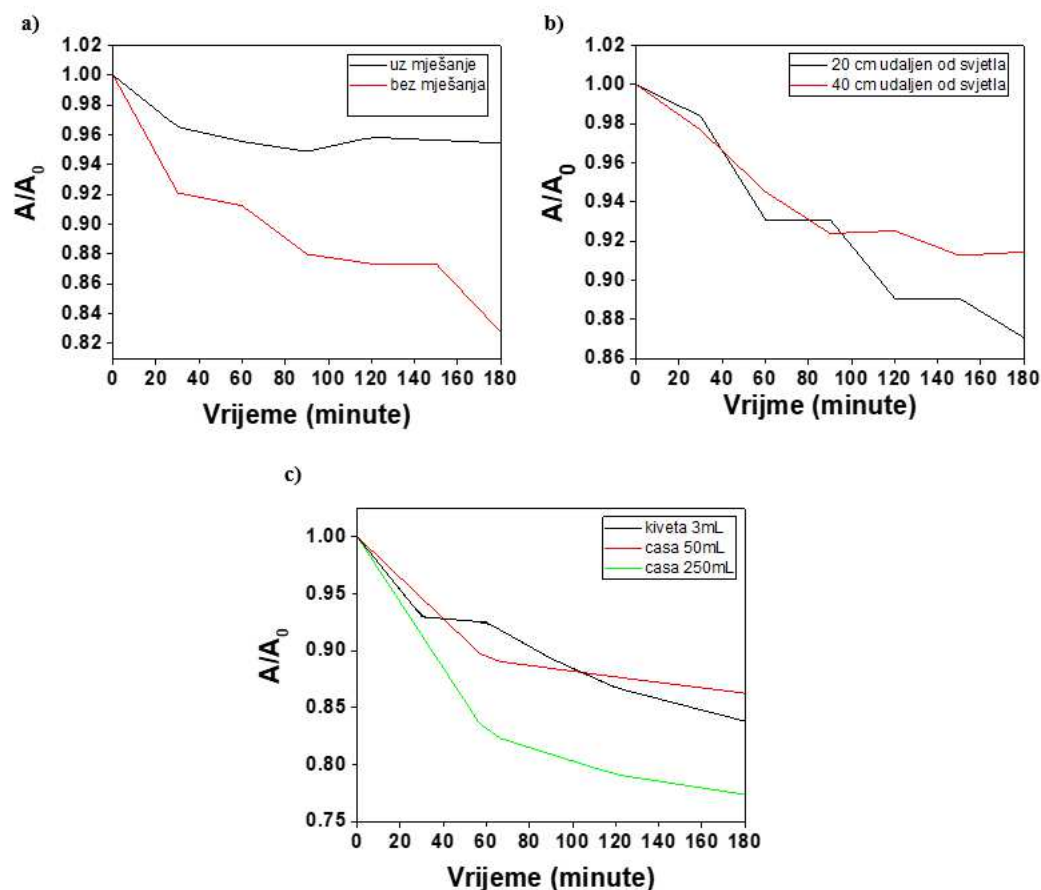 a)
1.02
1.00
0.98
0.96
0.94
0.92
0.90
0.88
0.86
0.84
0.82
A/A0
uz mješanje
bez mješanja
0 20 40 60 80 100 120 140 160 180
Vrijeme (minute)
b)
1.02
1.00
0.98
0.96
0.94
0.92
0.90
0.88
0.86
A/A0
20 cm udaljen od svjetla
40 cm udaljen od svjetla
0 20 40 60 80 100 120 140 160 180
Vrijme (minute)
c)
1.00
0.95
0.90
0.85
0.80
0.75
A/A0
kiveta 3mL
casa 50mL
casa 250mL
0 20 40 60 80 100 120 140 160 180
Vrijeme (minute)